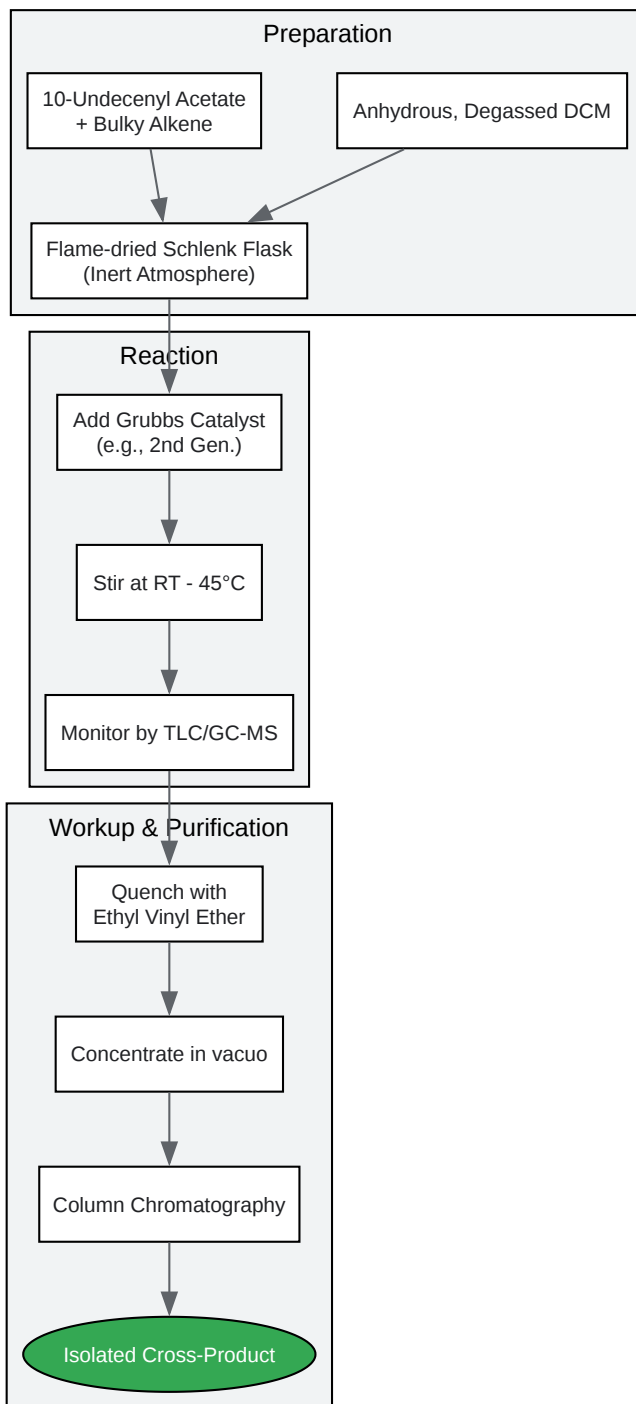 Preparation
10-Undecenyl Acetate
+ Bulky Alkene
Anhydrous, Degassed DCM
Flame-dried Schlenk Flask
(Inert Atmosphere)
Reaction
Add Grubbs Catalyst
(e.g., 2nd Gen.)
Stir at RT - 45°C
Monitor by TLC/GC-MS
Workup & Purification
Quench with
Ethyl Vinyl Ether
Concentrate in vacuo
Column Chromatography
Isolated Cross-Product